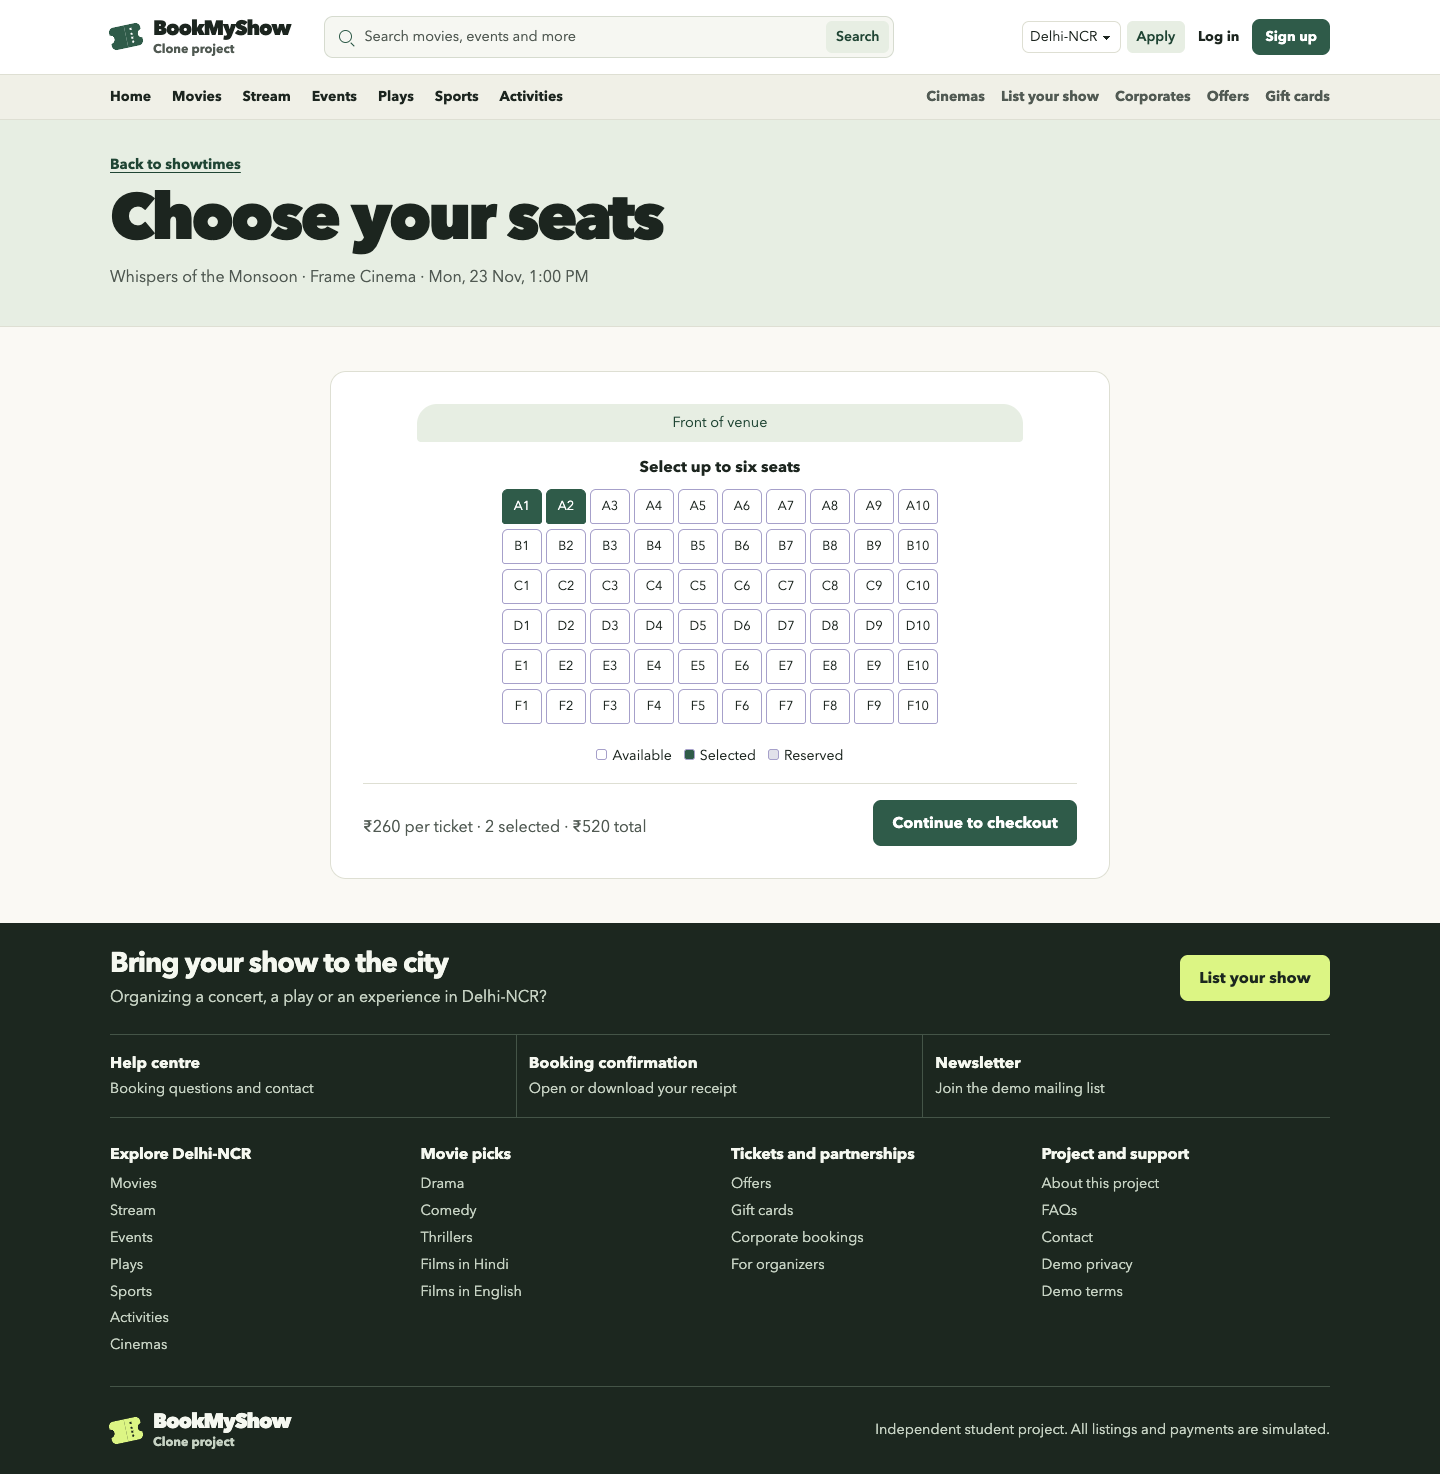 BookMyShow
Clone project
Search movies, events and more
Search
Delhi-NCR
Apply
Log in
Sign up
Home Movies Stream Events Plays Sports Activities
Cinemas List your show Corporates Offers Gift cards
Back to showtimes
Choose your seats
Whispers of the Monsoon · Frame Cinema · Mon, 23 Nov, 1:00 PM
Front of venue
Select up to six seats
A1 A2 A3 A4 A5 A6 A7 A8 A9 A10
B1 B2 B3 B4 B5 B6 B7 B8 B9 B10
C1 C2 C3 C4 C5 C6 C7 C8 C9 C10
D1 D2 D3 D4 D5 D6 D7 D8 D9 D10
E1 E2 E3 E4 E5 E6 E7 E8 E9 E10
F1 F2 F3 F4 F5 F6 F7 F8 F9 F10
Available Selected Reserved
₹260 per ticket · 2 selected · ₹520 total
Continue to checkout
Bring your show to the city
Organizing a concert, a play or an experience in Delhi-NCR?
List your show
Help centre
Booking questions and contact
Booking confirmation
Open or download your receipt
Newsletter
Join the demo mailing list
Explore Delhi-NCR
Movies
Stream
Events
Plays
Sports
Activities
Cinemas
Movie picks
Drama
Comedy
Thrillers
Films in Hindi
Films in English
Tickets and partnerships
Offers
Gift cards
Corporate bookings
For organizers
Project and support
About this project
FAQs
Contact
Demo privacy
Demo terms
BookMyShow
Clone project
Independent student project. All listings and payments are simulated.